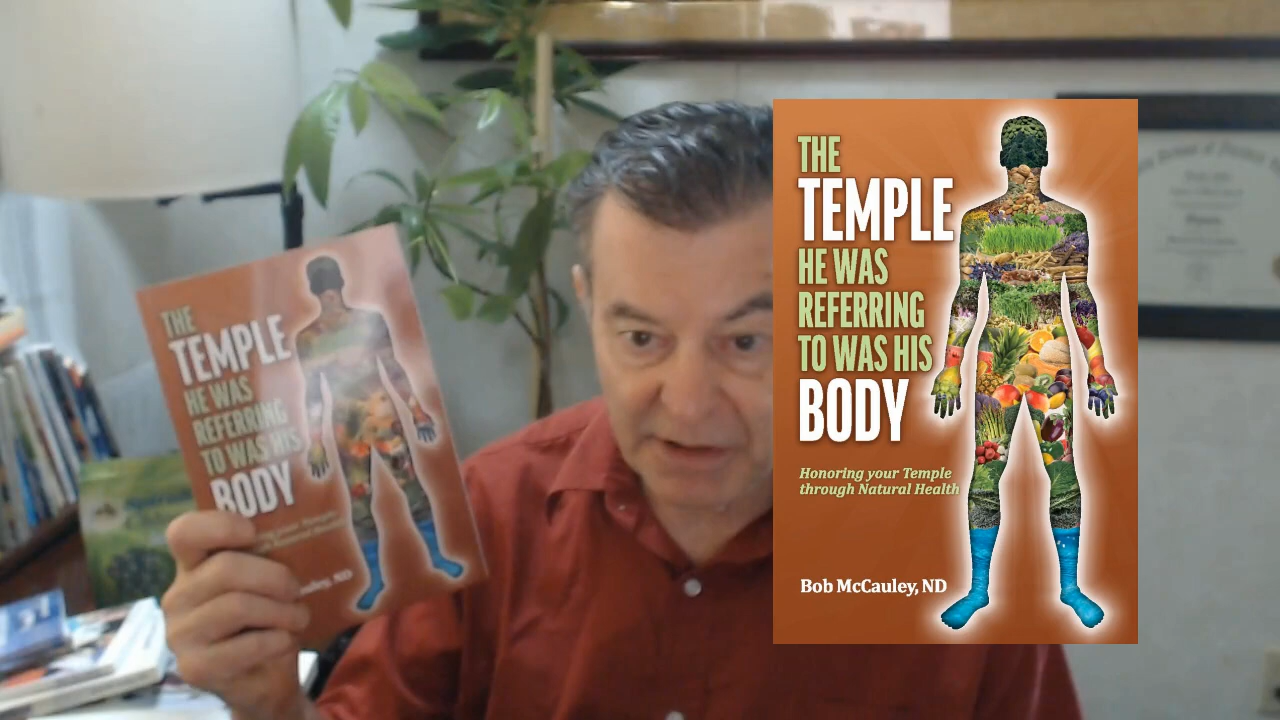 THE
TEMPLE
HE WAS
REFERRING
TO WAS HIS
BODY
THE
TEMPLE
HE WAS
REFERRING
TO WAS HIS
BODY
Honoring your Temple
through Natural Health
Bob McCauley, ND